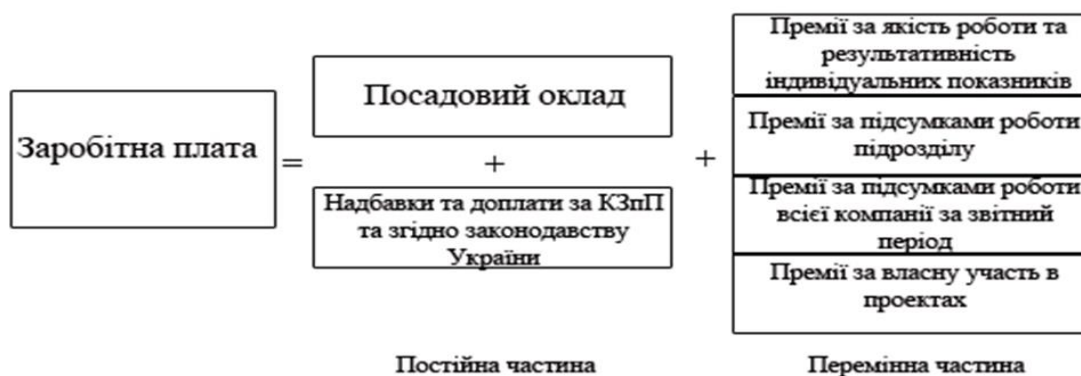 Заробітна плата
=
Посадовий оклад
+
Надбавки та доплати за КЗпП
та згідно законодавству
України
+
Премії за якість роботи та
результативність
індивідуальних показників
Премії за підсумками роботи
підрозділу
Премії за підсумками роботи
всієї компанії за звітний
період
Премії за власну участь в
проектах
Постійна частина
Перемінна частина